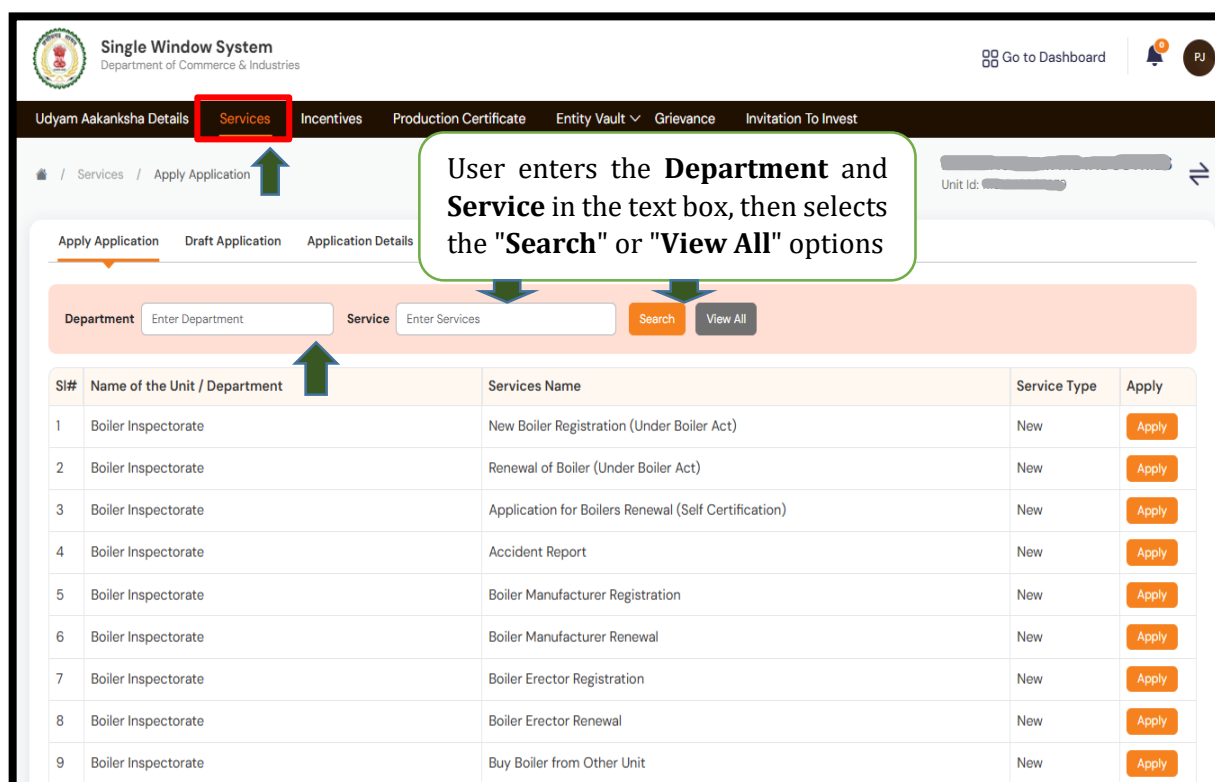 Single Window System
Department of Commerce & Industries
Go to Dashboard
0
PJ
Udyam Aakanksha Details Services Incentives Production Certificate Entity Vault Grievance Invitation To Invest
/ Services / Apply Application
User enters the Department and
Service in the text box, then selects
the "Search" or "View All" options
Unit Id:
Apply Application Draft Application Application Details
Department Enter Department Service Enter Services Search View All
Sl# Name of the Unit / Department Services Name Service Type Apply
1 Boiler Inspectorate New Boiler Registration (Under Boiler Act) New Apply
2 Boiler Inspectorate Renewal of Boiler (Under Boiler Act) New Apply
3 Boiler Inspectorate Application for Boilers Renewal (Self Certification) New Apply
4 Boiler Inspectorate Accident Report New Apply
5 Boiler Inspectorate Boiler Manufacturer Registration New Apply
6 Boiler Inspectorate Boiler Manufacturer Renewal New Apply
7 Boiler Inspectorate Boiler Erector Registration New Apply
8 Boiler Inspectorate Boiler Erector Renewal New Apply
9 Boiler Inspectorate Buy Boiler from Other Unit New Apply